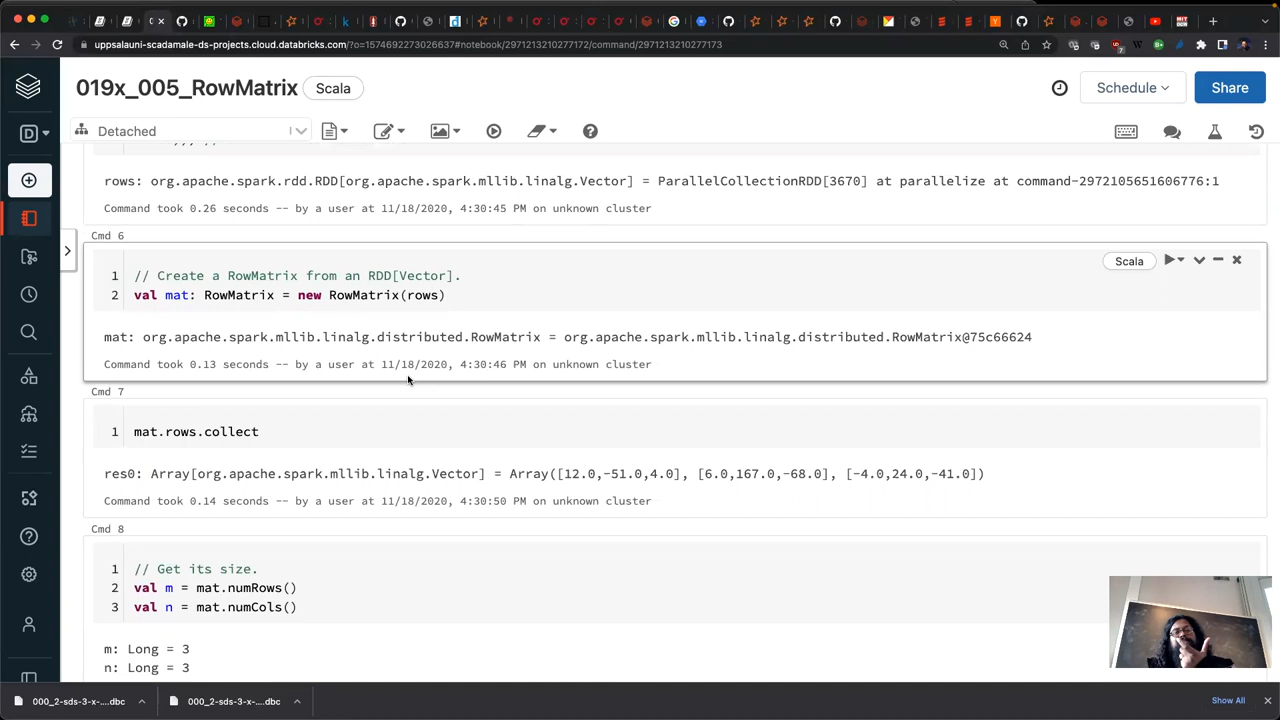 uppsalauni-scadamale-ds-projects.cloud.databricks.com/?o=1574692273026637#notebook/2971213210277172/command/2971213210277173
019x_005_RowMatrix
Scala
Schedule
Share
D
Detached
rows: org.apache.spark.rdd.RDD[org.apache.spark.mllib.linalg.Vector] = ParallelCollectionRDD[3670] at parallelize at command-2972105651606776:1
Command took 0.26 seconds -- by a user at 11/18/2020, 4:30:45 PM on unknown cluster
Cmd 6
Scala
1 // Create a RowMatrix from an RDD[Vector].
2 val mat: RowMatrix = new RowMatrix(rows)
mat: org.apache.spark.mllib.linalg.distributed.RowMatrix = org.apache.spark.mllib.linalg.distributed.RowMatrix@75c66624
Command took 0.13 seconds -- by a user at 11/18/2020, 4:30:46 PM on unknown cluster
Cmd 7
1 mat.rows.collect
res0: Array[org.apache.spark.mllib.linalg.Vector] = Array([12.0,-51.0,4.0], [6.0,167.0,-68.0], [-4.0,24.0,-41.0])
Command took 0.14 seconds -- by a user at 11/18/2020, 4:30:50 PM on unknown cluster
Cmd 8
1 // Get its size.
2 val m = mat.numRows()
3 val n = mat.numCols()
m: Long = 3
n: Long = 3
000_2-sds-3-x-....dbc
000_2-sds-3-x-....dbc
Show All